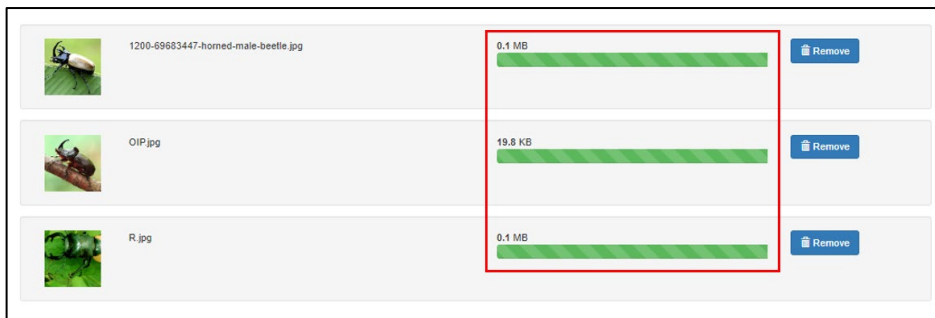 1200-69683447-horned-male-beetle.jpg
0.1 MB
Remove
OIP.jpg
19.8 KB
Remove
R.jpg
0.1 MB
Remove